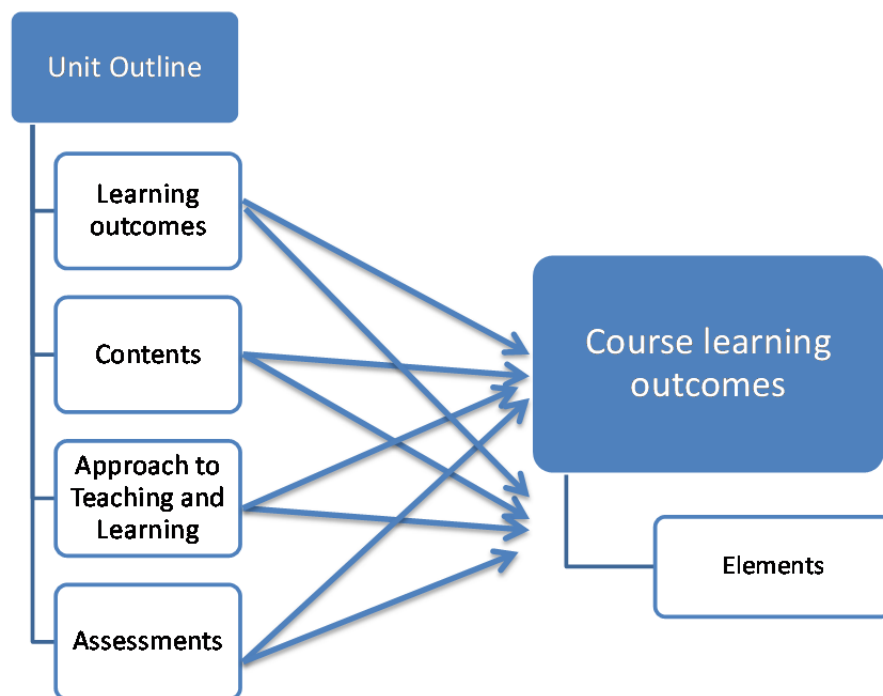 Unit Outline
Learning
outcomes
Contents
Approach to
Teaching and
Learning
Assessments
Course learning
outcomes
Elements